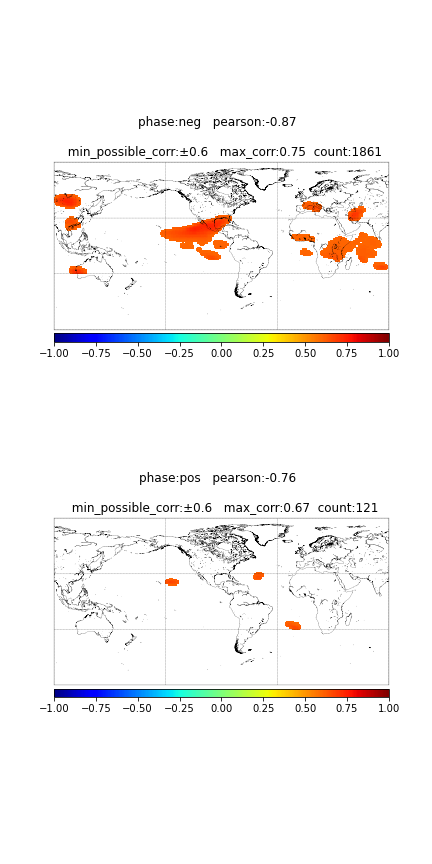 phase:neg   pearson:-0.87
min_possible_corr:±0.6   max_corr:0.75  count:1861
−1.00 −0.75 −0.50 −0.25 0.00 0.25 0.50 0.75 1.00
phase:pos   pearson:-0.76
min_possible_corr:±0.6   max_corr:0.67  count:121
−1.00 −0.75 −0.50 −0.25 0.00 0.25 0.50 0.75 1.00